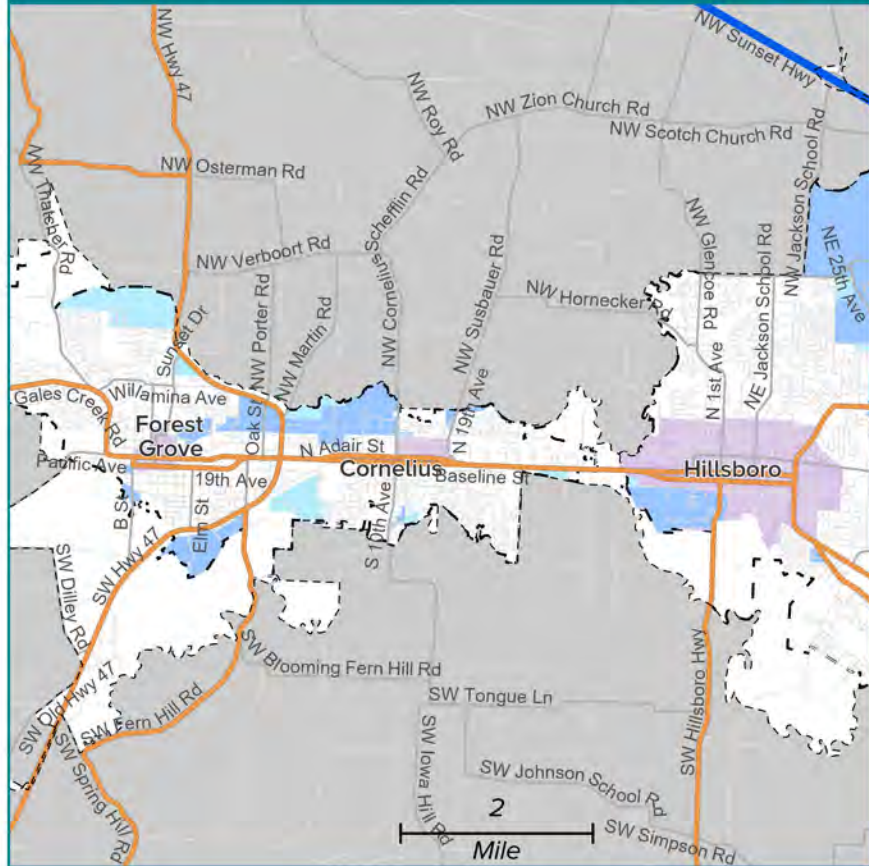 NW Sunset Hwy
NW Hwy 47
NW Zion Church Rd
NW Roy Rd
NW Scotch Church Rd
NW Osterman Rd
NW Thatcher Rd
NW Cornelius Schefflin Rd
NW Jackson School Rd
NW Verboort Rd
NW Glencoe Rd
NE Jackson School Rd
NE 25th Ave
NW Porter Rd
NW Martin Rd
NW Susbauer Rd
NW Hornecker Rd
Sunset Dr
Willamina Ave
Gales Creek Rd
Forest
Grove
Oak St
N 19th Ave
N 1st Ave
N Adair St
Pacific Ave
Cornelius
Hillsboro
19th Ave
Baseline St
B St
Elm St
S 10th Ave
SW Hwy 47
SW Dilley Rd
SW Blooming Fern Hill Rd
SW Old Hwy 47
SW Fern Hill Rd
SW Tongue Ln
SW Hillsboro Hwy
SW Spring Hill Rd
SW Iowa Hill Rd
SW Johnson School Rd
SW Simpson Rd
2
Mile